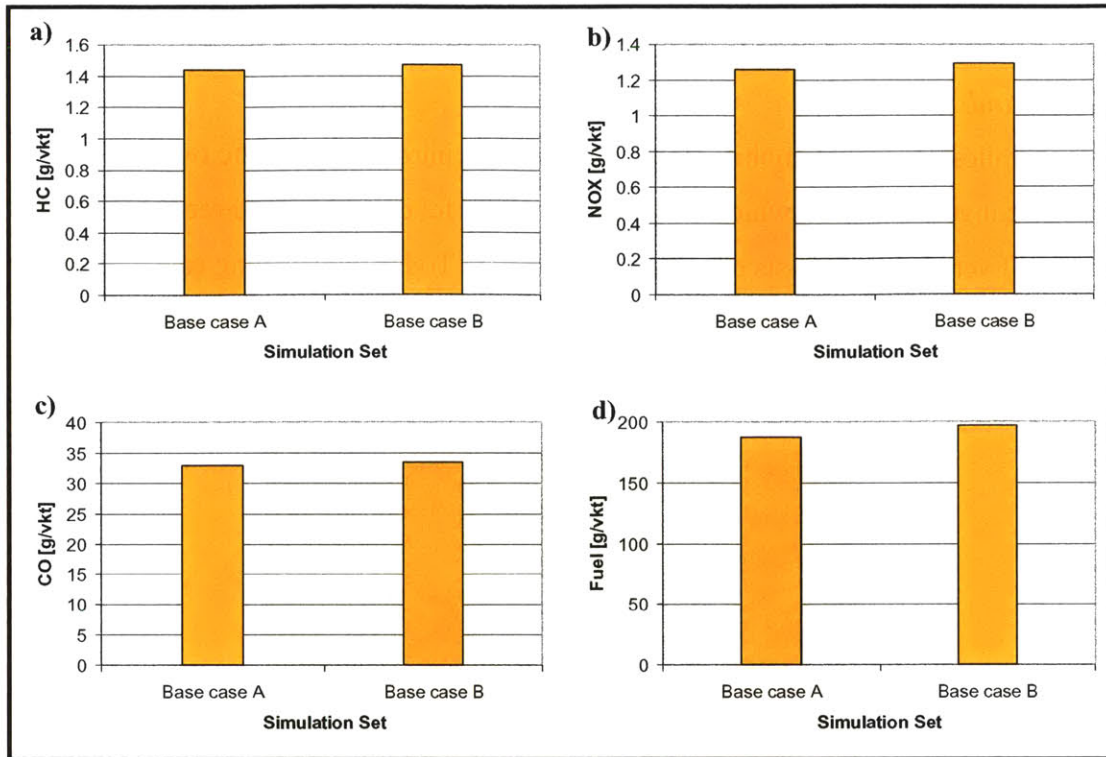 a)
1.6
1.4
1.2
1
0.8
0.6
0.4
0.2
0
HC [g/vkt]
Base case A Base case B
Simulation Set
b)
1.4
1.2
1
0.8
0.6
0.4
0.2
0
NOX [g/vkt]
Base case A Base case B
Simulation Set
c)
40
35
30
25
20
15
10
5
0
CO [g/vkt]
Base case A Base case B
Simulation Set
d)
200
150
100
50
0
Fuel [g/vkt]
Base case A Base case B
Simulation Set